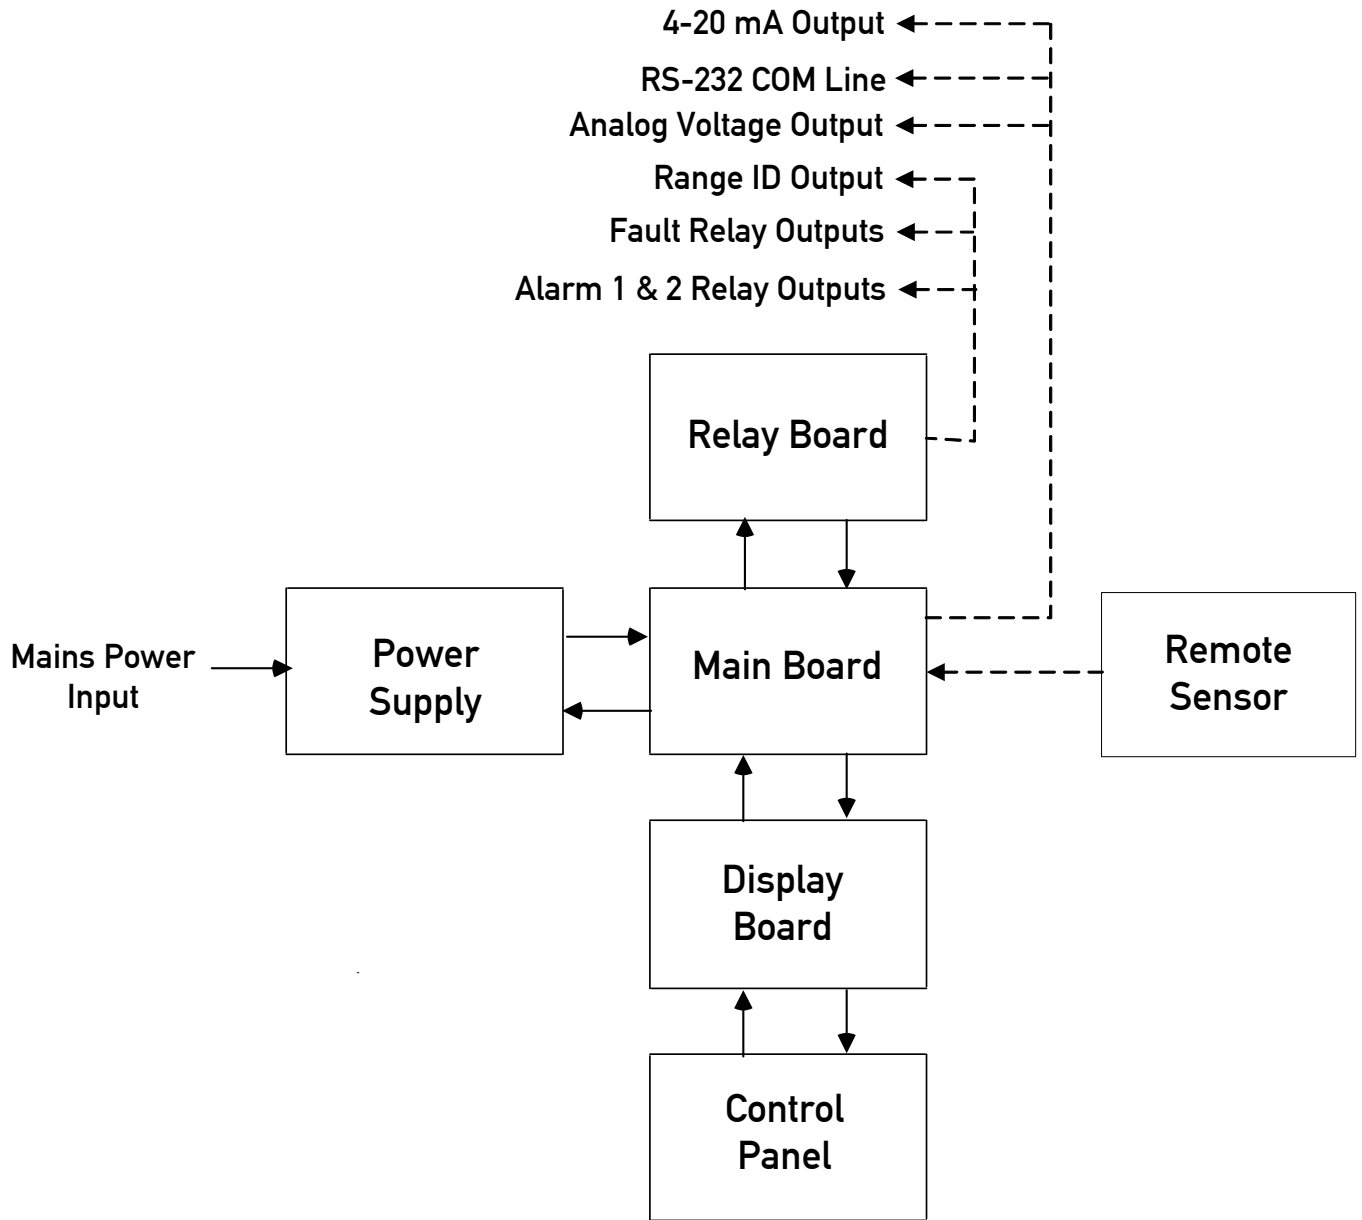 4-20 mA Output
RS-232 COM Line
Analog Voltage Output
Range ID Output
Fault Relay Outputs
Alarm 1 & 2 Relay Outputs
Relay Board
Mains Power
Input
Power
Supply
Main Board
Remote
Sensor
Display
Board
Control
Panel